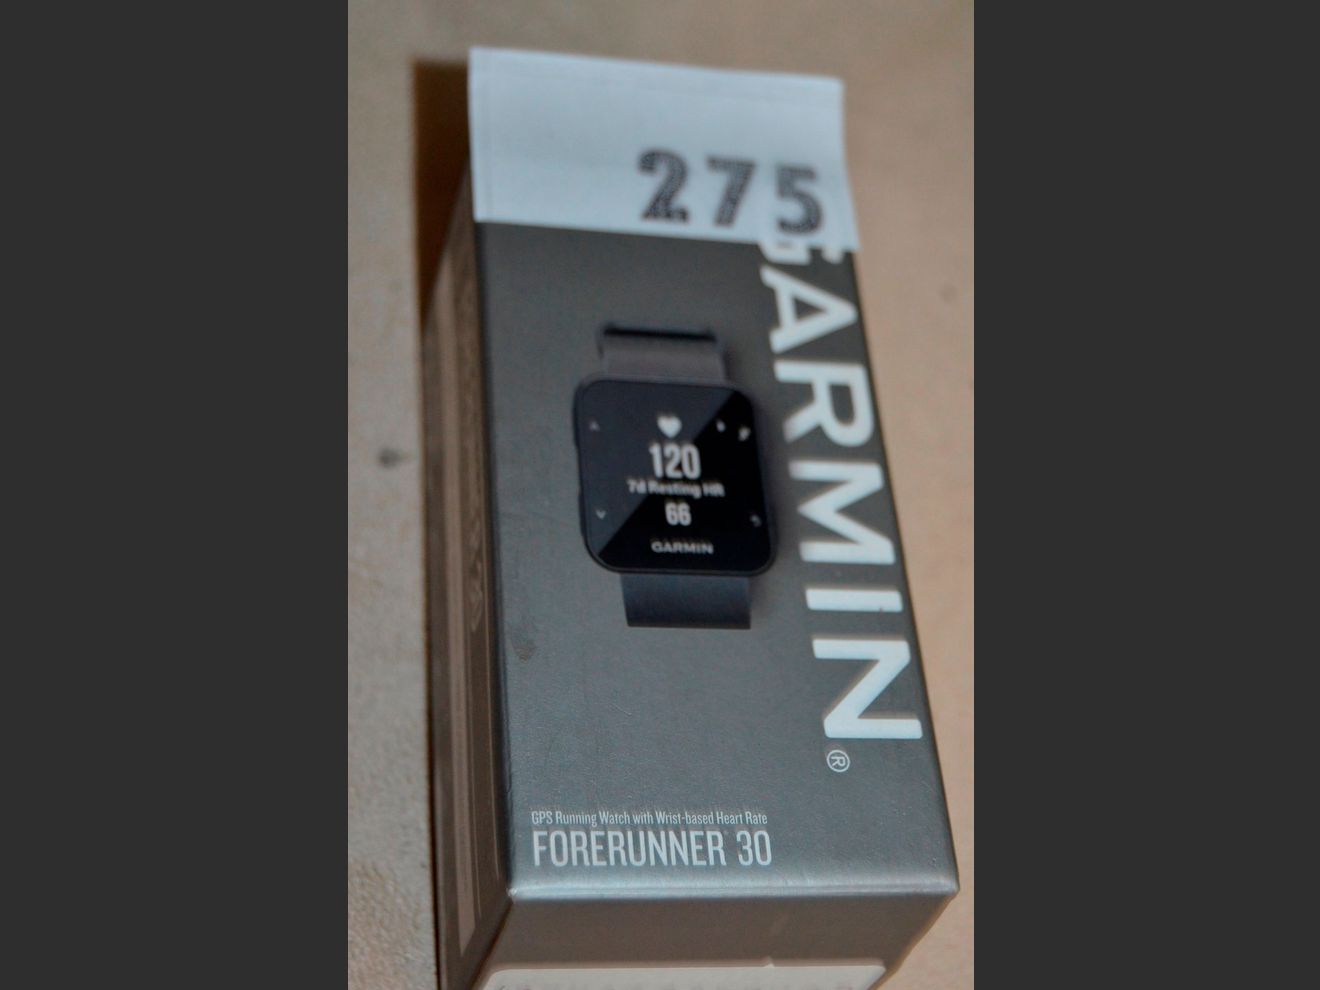 275
GARMIN®
120
7d Resting HR
66
GARMIN
GPS Running Watch with Wrist-based Heart Rate
FORERUNNER 30